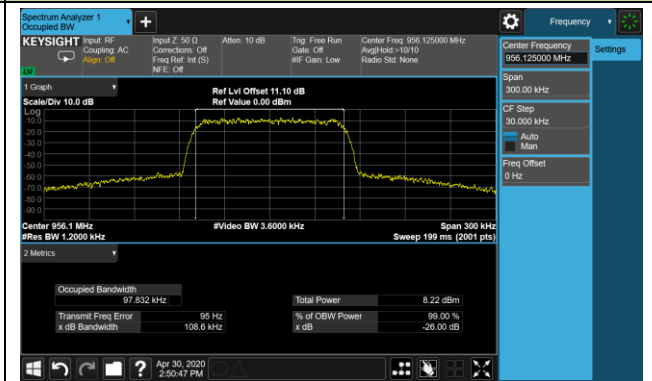 Spectrum Analyzer 1
Occupied BW
+
Frequency
KEYSIGHT Input: RF
Coupling: AC
Align: Off
Input Z: 50 Ω
Corrections: Off
Freq Ref: Int (S)
NFE: Off
Atten: 10 dB
Trig: Free Run
Gate: Off
#IF Gain: Low
Center Freq: 956.125000 MHz
Avg|Hold:>10/10
Radio Std: None
Center Frequency
956.125000 MHz
Settings
Span
300.00 kHz
CF Step
30.000 kHz
Auto
Man
Freq Offset
0 Hz
1 Graph
Scale/Div 10.0 dB
Ref Lvl Offset 11.10 dB
Ref Value 0.00 dBm
Log
-10.0
-20.0
-30.0
-40.0
-50.0
-60.0
-70.0
-80.0
-90.0
Center 956.1 MHz
#Video BW 3.6000 kHz
Span 300 kHz
#Res BW 1.2000 kHz
Sweep 199 ms (2001 pts)
2 Metrics
Occupied Bandwidth
97.832 kHz
Total Power 8.22 dBm
Transmit Freq Error 95 Hz
% of OBW Power 99.00 %
x dB Bandwidth 108.6 kHz
x dB -26.00 dB
?
Apr 30, 2020
2:50:47 PM